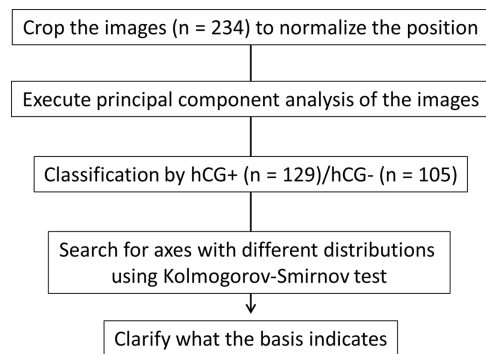 Crop the images (n = 234) to normalize the position
Execute principal component analysis of the images
Classification by hCG+ (n = 129)/hCG- (n = 105)
Search for axes with different distributions
using Kolmogorov-Smirnov test
Clarify what the basis indicates